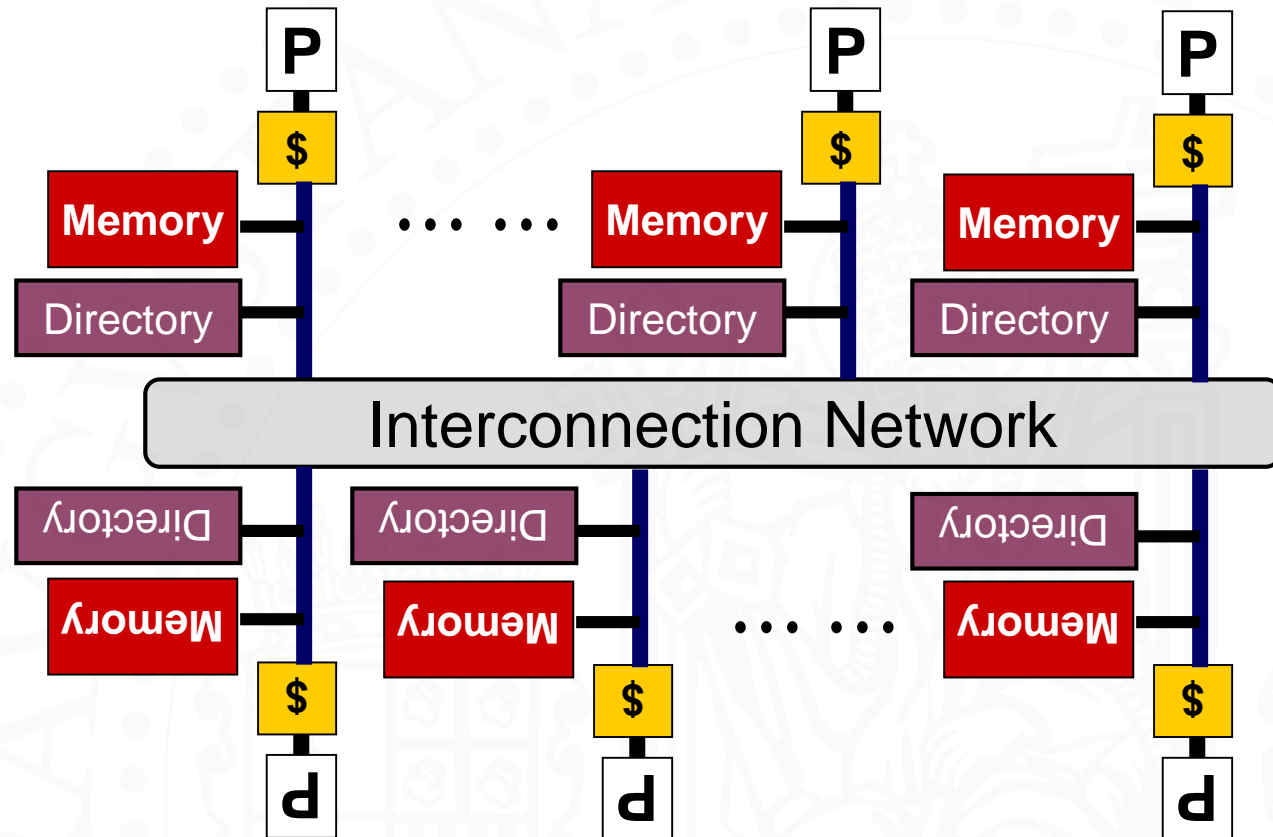 P P P
$ $ $
Memory ... ... Memory Memory
Directory Directory Directory
Interconnection Network
Directory Directory Directory
Memory Memory ... ... Memory
$ $ $
P P P